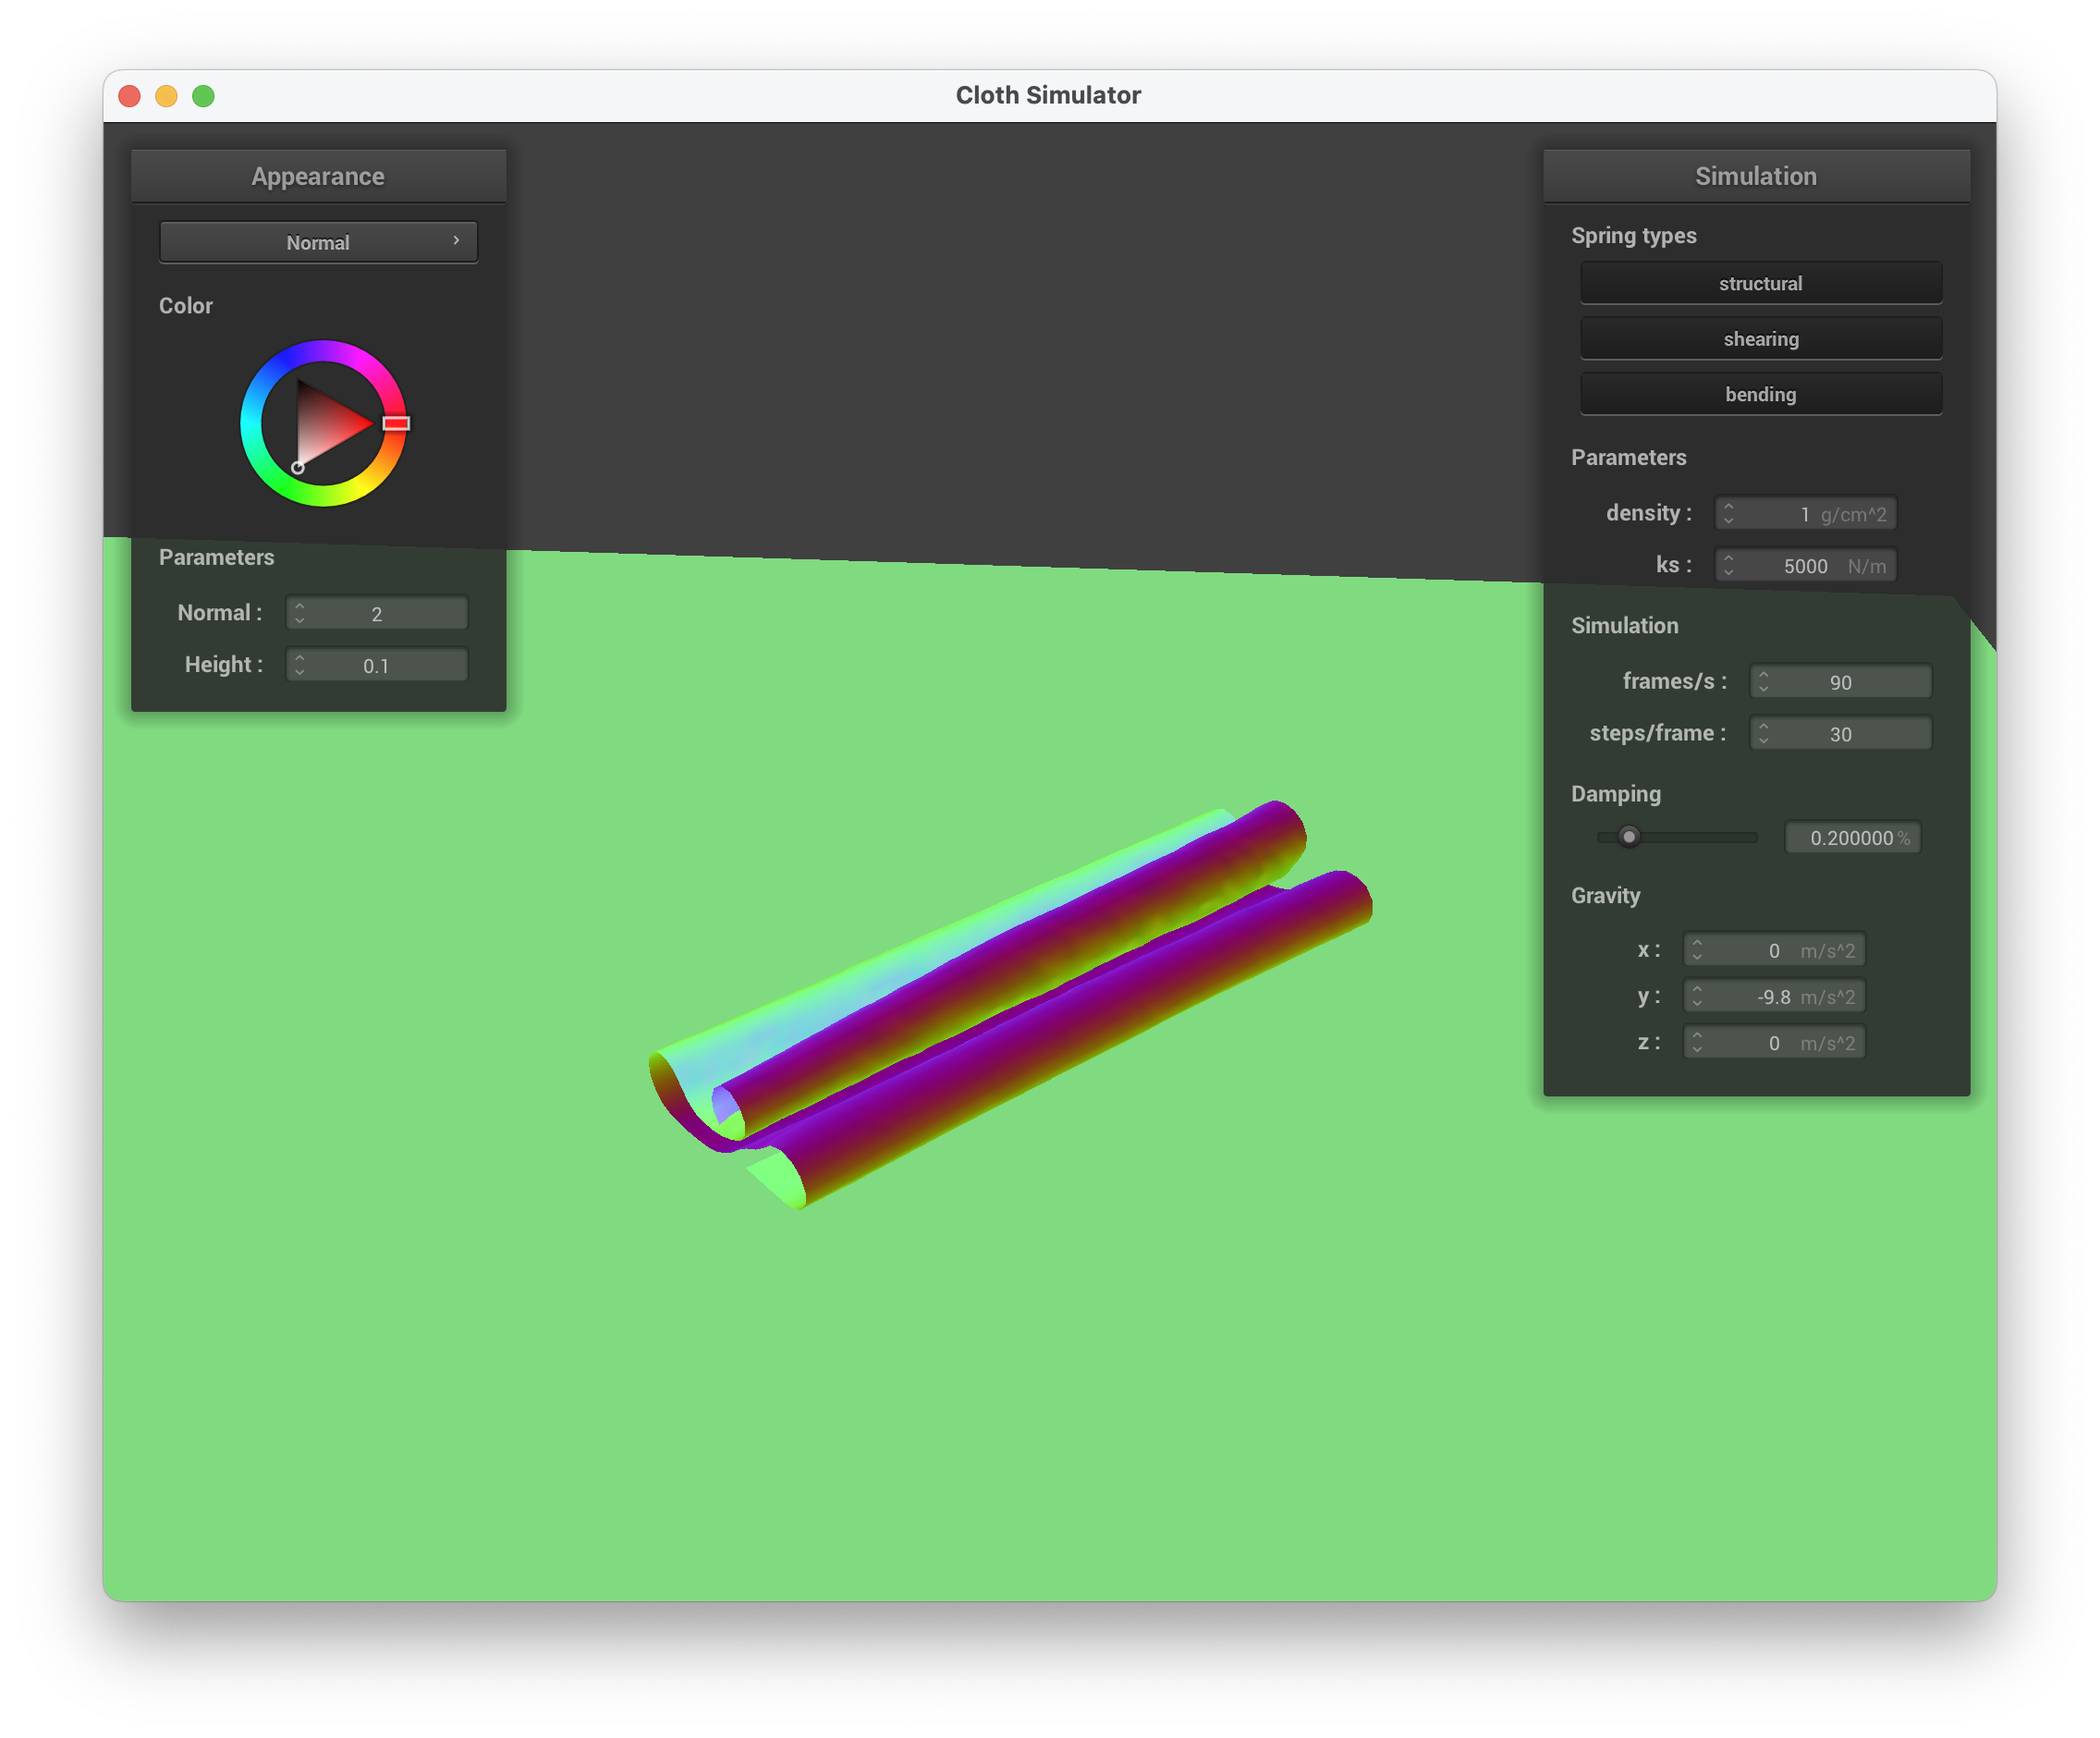 Cloth Simulator
Appearance
Normal
Color
Parameters
Normal : 2
Height : 0.1
Simulation
Spring types
structural
shearing
bending
Parameters
density : 1 g/cm^2
ks : 5000 N/m
Simulation
frames/s : 90
steps/frame : 30
Damping
0.200000 %
Gravity
x : 0 m/s^2
y : -9.8 m/s^2
z : 0 m/s^2